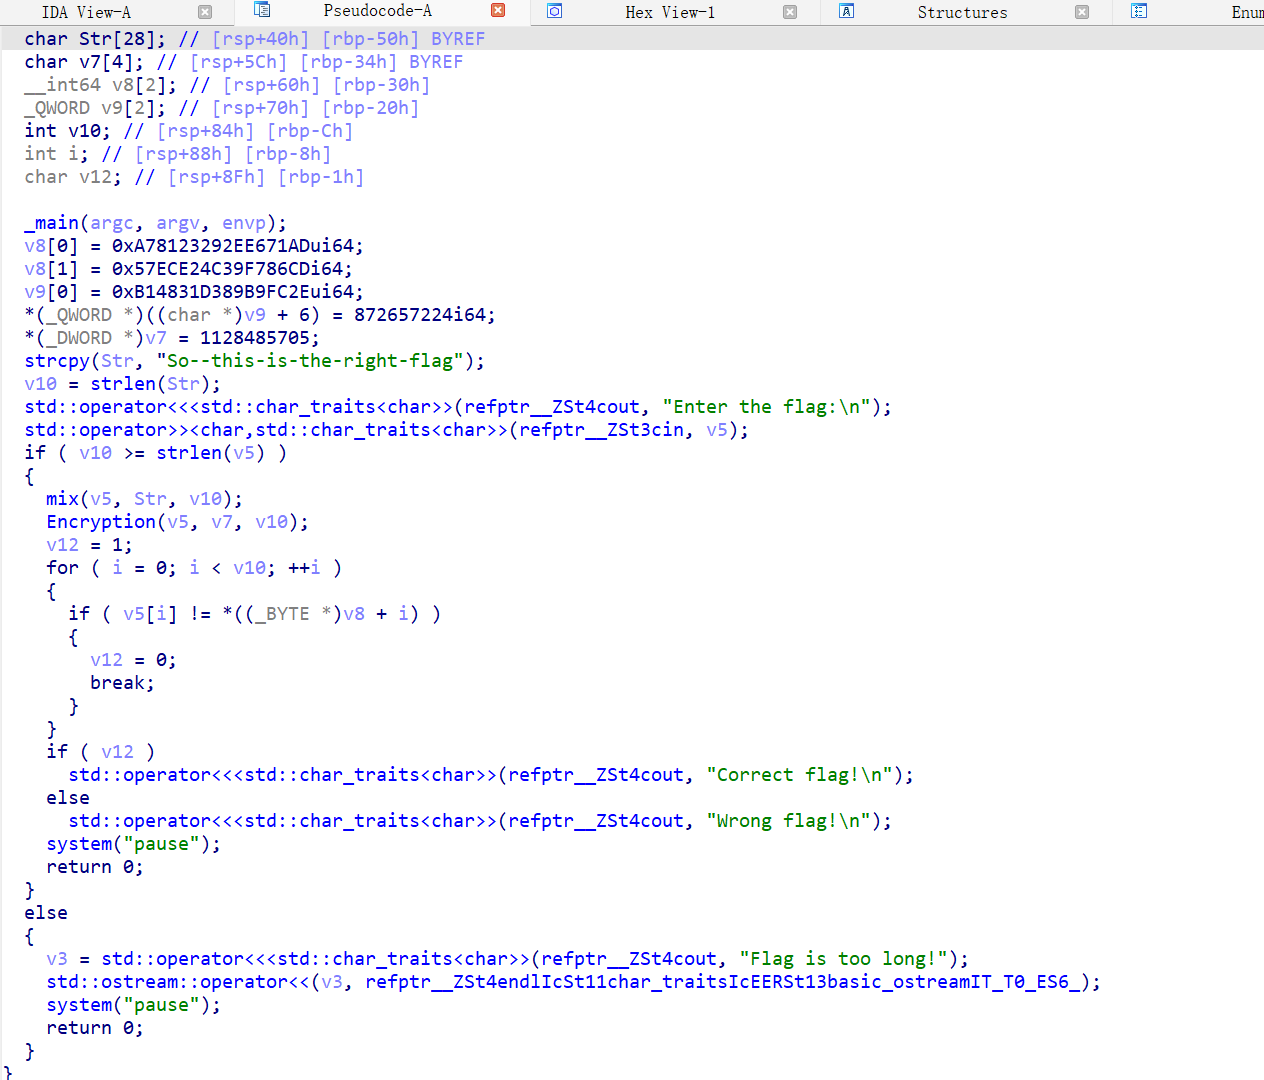 IDA View-A Pseudocode-A Hex View-1 Structures Enum
char Str[28]; // [rsp+40h] [rbp-50h] BYREF
char v7[4]; // [rsp+5Ch] [rbp-34h] BYREF
__int64 v8[2]; // [rsp+60h] [rbp-30h]
_QWORD v9[2]; // [rsp+70h] [rbp-20h]
int v10; // [rsp+84h] [rbp-Ch]
int i; // [rsp+88h] [rbp-8h]
char v12; // [rsp+8Fh] [rbp-1h]
_main(argc, argv, envp);
v8[0] = 0xA78123292EE671ADui64;
v8[1] = 0x57ECE24C39F786CDi64;
v9[0] = 0xB14831D389B9FC2Eui64;
*(_QWORD *)((char *)v9 + 6) = 872657224i64;
*(_DWORD *)v7 = 1128485705;
strcpy(Str, "So--this-is-the-right-flag");
v10 = strlen(Str);
std::operator<<<std::char_traits<char>>(refptr__ZSt4cout, "Enter the flag:\n");
std::operator>><char,std::char_traits<char>>(refptr__ZSt3cin, v5);
if ( v10 >= strlen(v5) )
{
mix(v5, Str, v10);
Encryption(v5, v7, v10);
v12 = 1;
for ( i = 0; i < v10; ++i )
{
if ( v5[i] != *((_BYTE *)v8 + i) )
{
v12 = 0;
break;
}
}
if ( v12 )
std::operator<<<std::char_traits<char>>(refptr__ZSt4cout, "Correct flag!\n");
else
std::operator<<<std::char_traits<char>>(refptr__ZSt4cout, "Wrong flag!\n");
system("pause");
return 0;
}
else
{
v3 = std::operator<<<std::char_traits<char>>(refptr__ZSt4cout, "Flag is too long!");
std::ostream::operator<<(v3, refptr__ZSt4endlIcSt11char_traitsIcEERSt13basic_ostreamIT_T0_ES6_);
system("pause");
return 0;
}
}